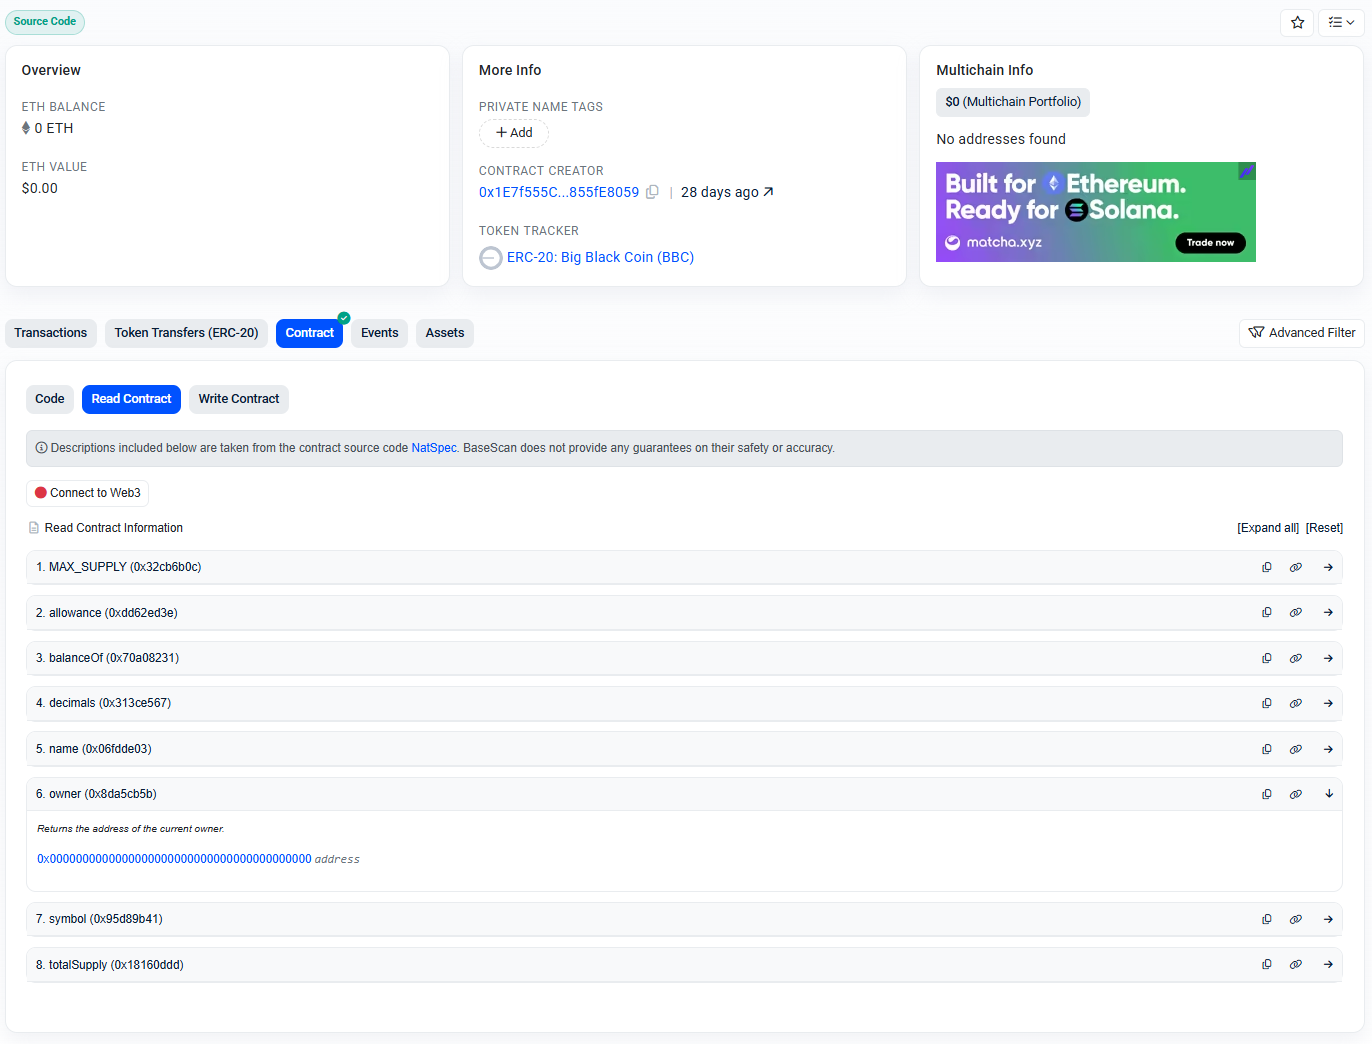 Source Code
Overview
ETH BALANCE
0 ETH
ETH VALUE
$0.00
More Info
PRIVATE NAME TAGS
+ Add
CONTRACT CREATOR
0x1E7f555C...855fE8059 | 28 days ago
TOKEN TRACKER
ERC-20: Big Black Coin (BBC)
Multichain Info
$0 (Multichain Portfolio)
No addresses found
Built for Ethereum.
Ready for Solana.
matcha.xyz
Trade now
Transactions
Token Transfers (ERC-20)
Contract
Events
Assets
Advanced Filter
Code
Read Contract
Write Contract
Descriptions included below are taken from the contract source code NatSpec. BaseScan does not provide any guarantees on their safety or accuracy.
Connect to Web3
Read Contract Information
[Expand all] [Reset]
1. MAX_SUPPLY (0x32cb6b0c)
2. allowance (0xdd62ed3e)
3. balanceOf (0x70a08231)
4. decimals (0x313ce567)
5. name (0x06fdde03)
6. owner (0x8da5cb5b)
Returns the address of the current owner.
0x0000000000000000000000000000000000000000 address
7. symbol (0x95d89b41)
8. totalSupply (0x18160ddd)